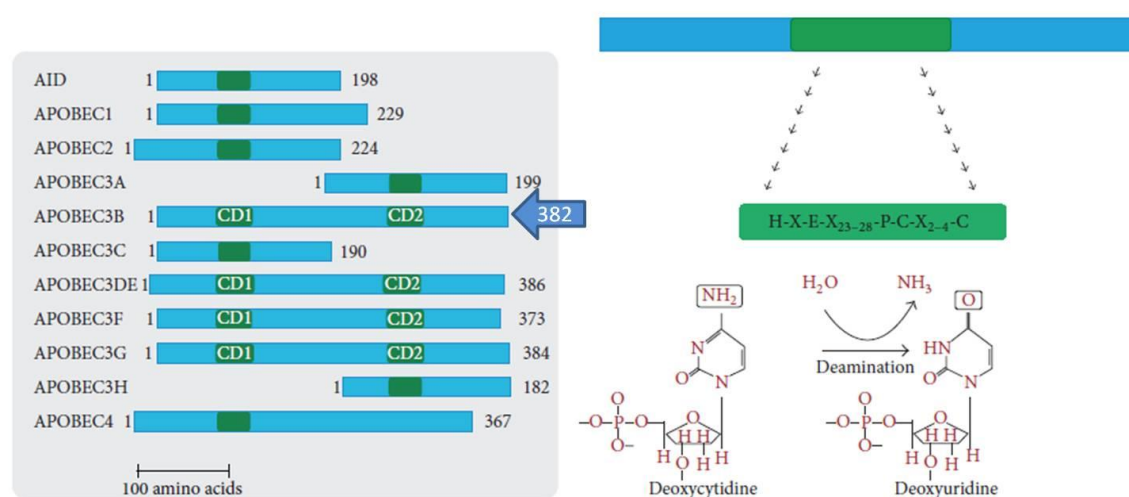 AID 1 198
APOBEC1 1 229
APOBEC2 1 224
APOBEC3A 1 199
APOBEC3B 1 CD1 CD2 382
APOBEC3C 1 190
APOBEC3DE 1 CD1 CD2 386
APOBEC3F 1 CD1 CD2 373
APOBEC3G 1 CD1 CD2 384
APOBEC3H 1 182
APOBEC4 1 367
100 amino acids
H-X-E-X₂₃₋₂₈-P-C-X₂₋₄-C
NH₂ H₂O NH₃ O
N HN
O N Deamination O N
O O
O–P–O O O–P–O O
O– H H O– H H
H H H H
O O
Deoxycytidine Deoxyuridine